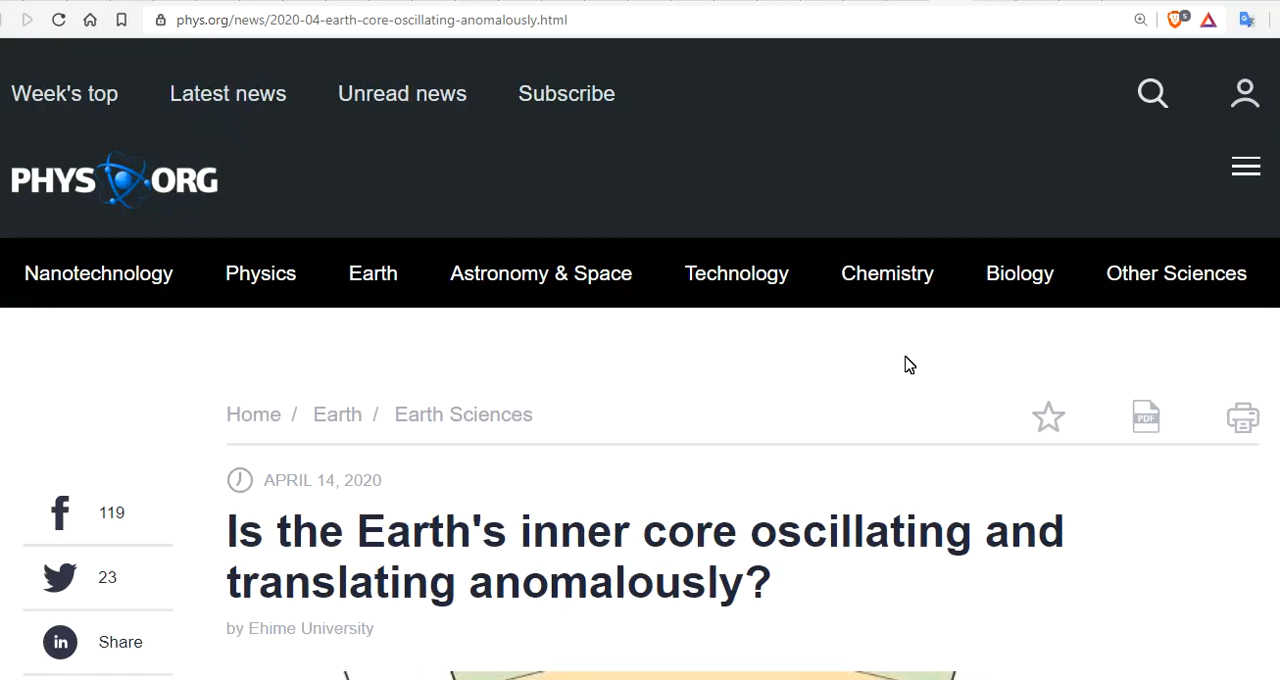 phys.org/news/2020-04-earth-core-oscillating-anomalously.html
5
Week's top Latest news Unread news Subscribe
PHYS ORG
Nanotechnology Physics Earth Astronomy & Space Technology Chemistry Biology Other Sciences
Home / Earth / Earth Sciences
PDF
APRIL 14, 2020
Is the Earth's inner core oscillating and
translating anomalously?
by Ehime University
f 119
23
in Share